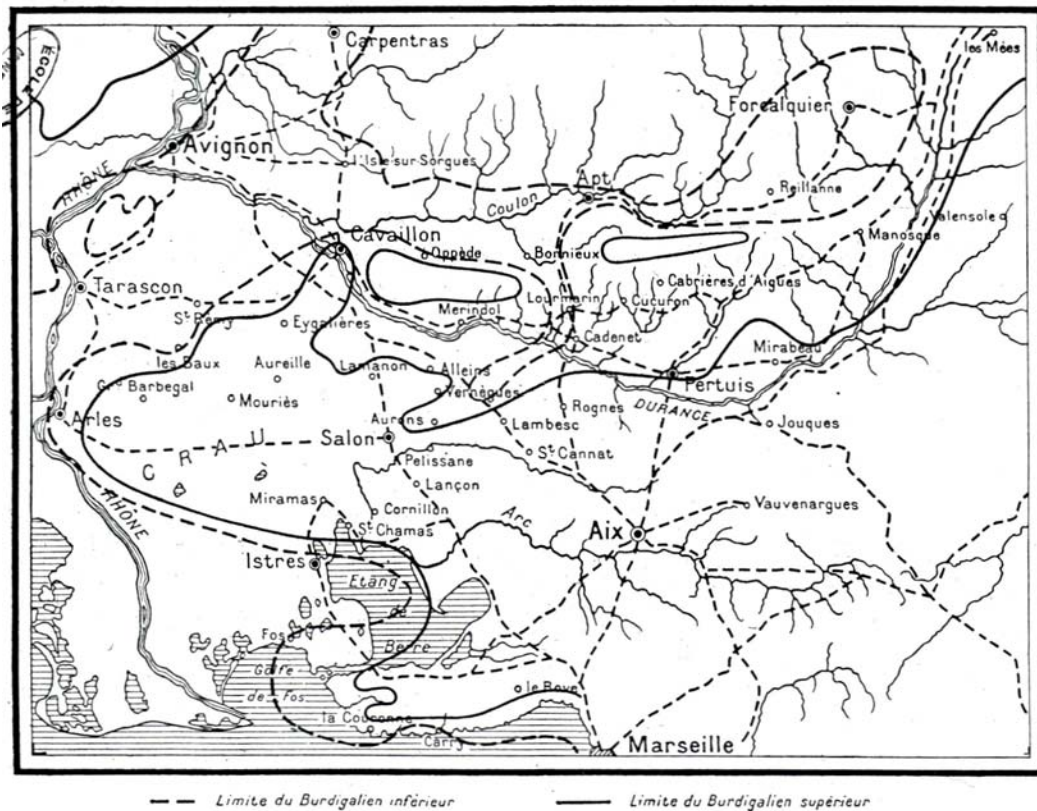 ÉCOLE
Carpentras
les Mées
Forcalquier
Avignon
l'Isle-sur-Sorgues
RHÔNE
Apt
Reillanne
Coulon
Valensole
Manosque
Cavaillon
Oppède
Bonnieux
Tarascon
Cabrières d'Aigues
Lourmarin
Cucuron
St Rémy
Eygalières
Merindol
Cadenet
les Baux
Mirabeau
Aureille
Lamanon
Alleins
Pertuis
Barbegal
Mouriès
Vernègues
DURANCE
Arles
Aurons
Lambesc
Rognes
Jouques
Salon
St Cannat
CRAU
Pelissane
Lançon
Miramas
Cornillon
Vauvenargues
RHÔNE
St Chamas
Arc
Aix
Istres
Etang
de
Berre
Fos
Golfe
de Fos
le Rove
la Couronne
Carry
Marseille
Limite du Burdigalien inférieur
Limite du Burdigalien supérieur